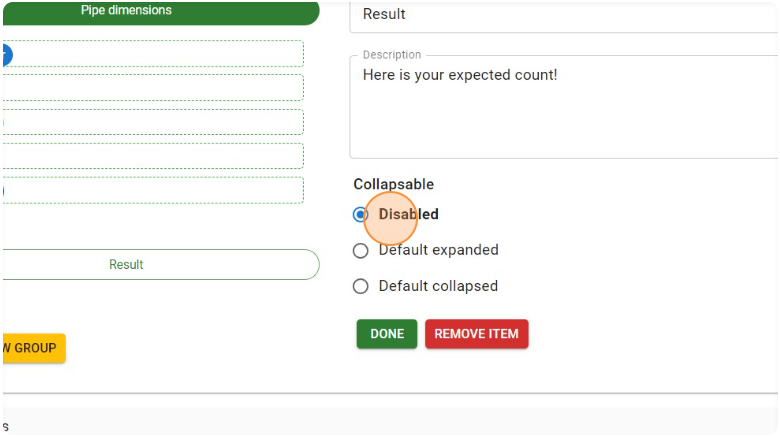 Pipe dimensions
Result
W GROUP
s
Result
Description
Here is your expected count!
Collapsable
Disabled
Default expanded
Default collapsed
DONE
REMOVE ITEM